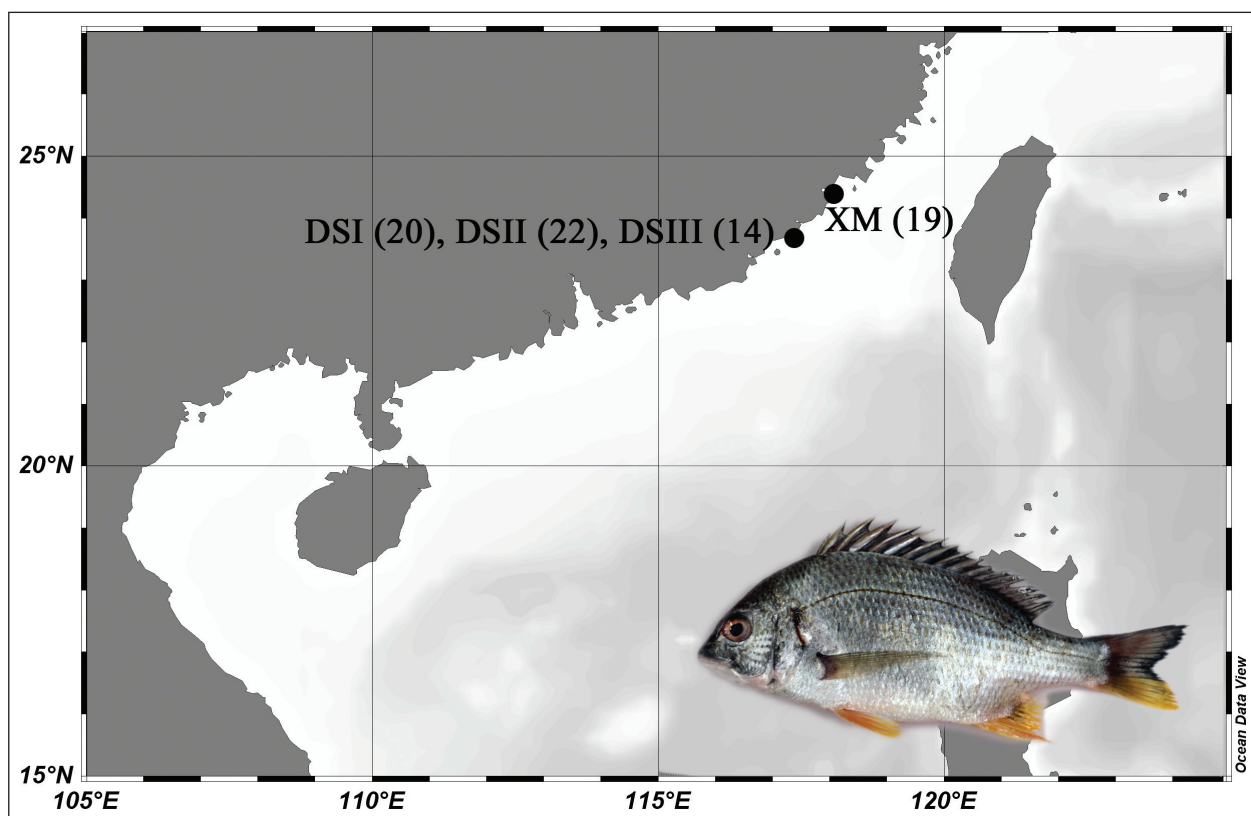 25°N
XM (19)
DSI (20), DSII (22), DSIII (14)
20°N
15°N
105°E
110°E
115°E
120°E
Ocean Data View